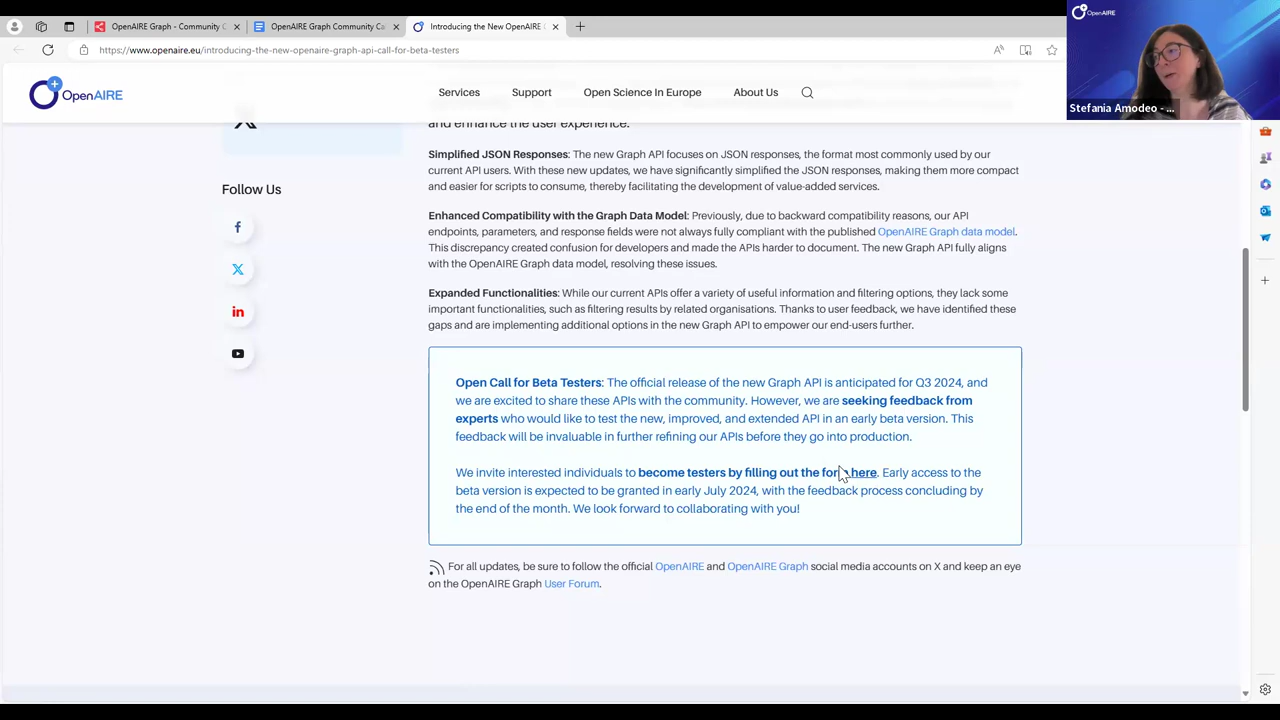 OpenAIRE Graph - Community C
OpenAIRE Graph Community Ca
Introducing the New OpenAIRE
https://www.openaire.eu/introducing-the-new-openaire-graph-api-call-for-beta-testers
OpenAIRE
Stefania Amodeo - ...
OpenAIRE
Services
Support
Open Science In Europe
About Us
and enhance the user experience.
Simplified JSON Responses: The new Graph API focuses on JSON responses, the format most commonly used by our
current API users. With these new updates, we have significantly simplified the JSON responses, making them more compact
and easier for scripts to consume, thereby facilitating the development of value-added services.
Follow Us
Enhanced Compatibility with the Graph Data Model: Previously, due to backward compatibility reasons, our API
endpoints, parameters, and response fields were not always fully compliant with the published OpenAIRE Graph data model.
This discrepancy created confusion for developers and made the APIs harder to document. The new Graph API fully aligns
with the OpenAIRE Graph data model, resolving these issues.
Expanded Functionalities: While our current APIs offer a variety of useful information and filtering options, they lack some
important functionalities, such as filtering results by related organisations. Thanks to user feedback, we have identified these
gaps and are implementing additional options in the new Graph API to empower our end-users further.
Open Call for Beta Testers: The official release of the new Graph API is anticipated for Q3 2024, and
we are excited to share these APIs with the community. However, we are seeking feedback from
experts who would like to test the new, improved, and extended API in an early beta version. This
feedback will be invaluable in further refining our APIs before they go into production.
We invite interested individuals to become testers by filling out the form here. Early access to the
beta version is expected to be granted in early July 2024, with the feedback process concluding by
the end of the month. We look forward to collaborating with you!
For all updates, be sure to follow the official OpenAIRE and OpenAIRE Graph social media accounts on X and keep an eye
on the OpenAIRE Graph User Forum.